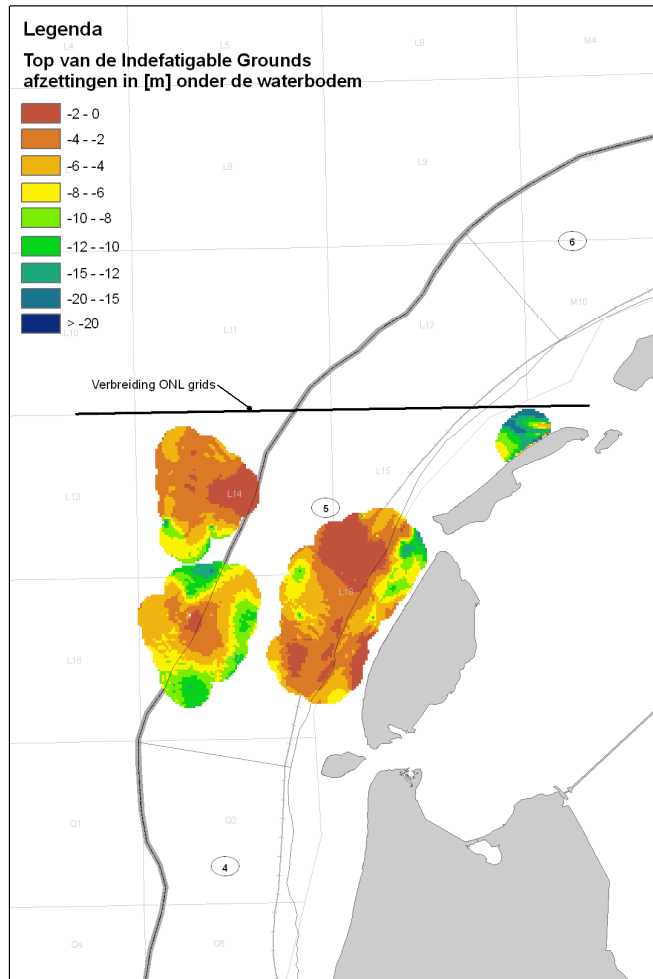 Legenda
Top van de Indefatigable Grounds
afzettingen in [m] onder de waterbodem
-2 - 0
-4 - -2
-6 - -4
-8 - -6
-10 - -8
-12 - -10
-15 - -12
-20 - -15
> -20
L4
L5
L6
M4
L8
L9
6
M10
L10
L11
L12
Verbreiding ONL grids
L13
L14
L15
5
L16
L18
Q1
Q2
4
Q4
Q5